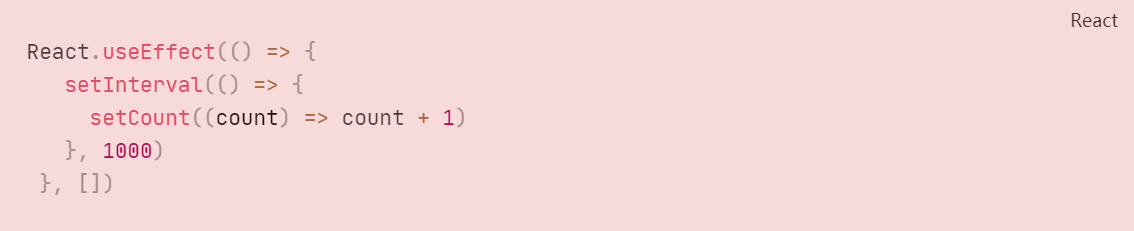 React
React.useEffect(() => {
   setInterval(() => {
     setCount((count) => count + 1)
   }, 1000)
 }, [])